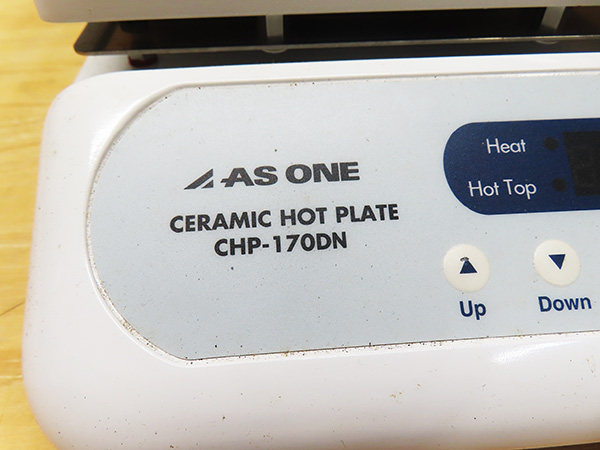 AS ONE
CERAMIC HOT PLATE
CHP-170DN
Heat
Hot Top
Up
Down